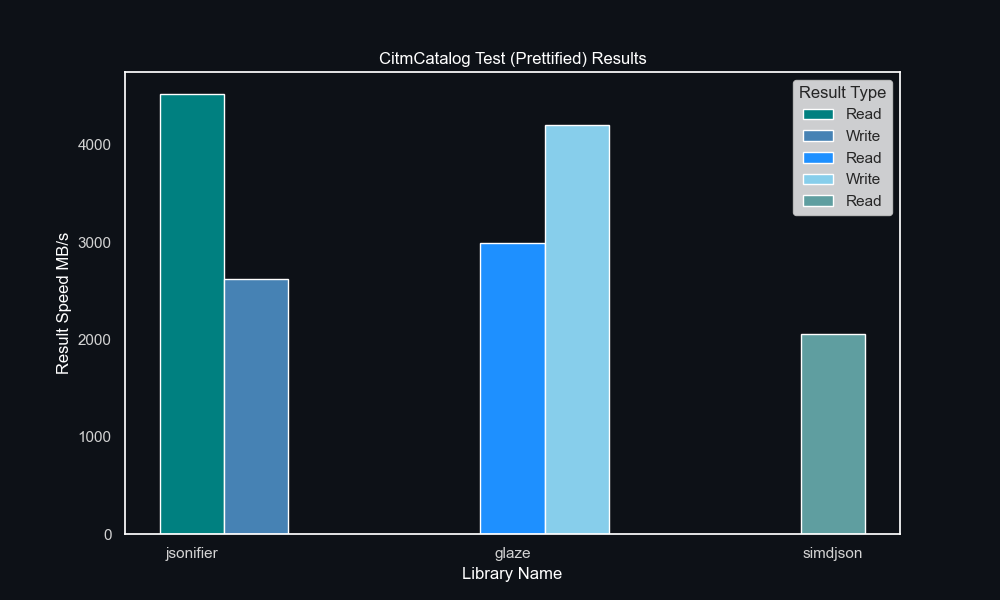 CitmCatalog Test (Prettified) Results
Result Type
Read
Write
Read
Write
Read
Result Speed MB/s
4000
3000
2000
1000
0
jsonifier
glaze
simdjson
Library Name